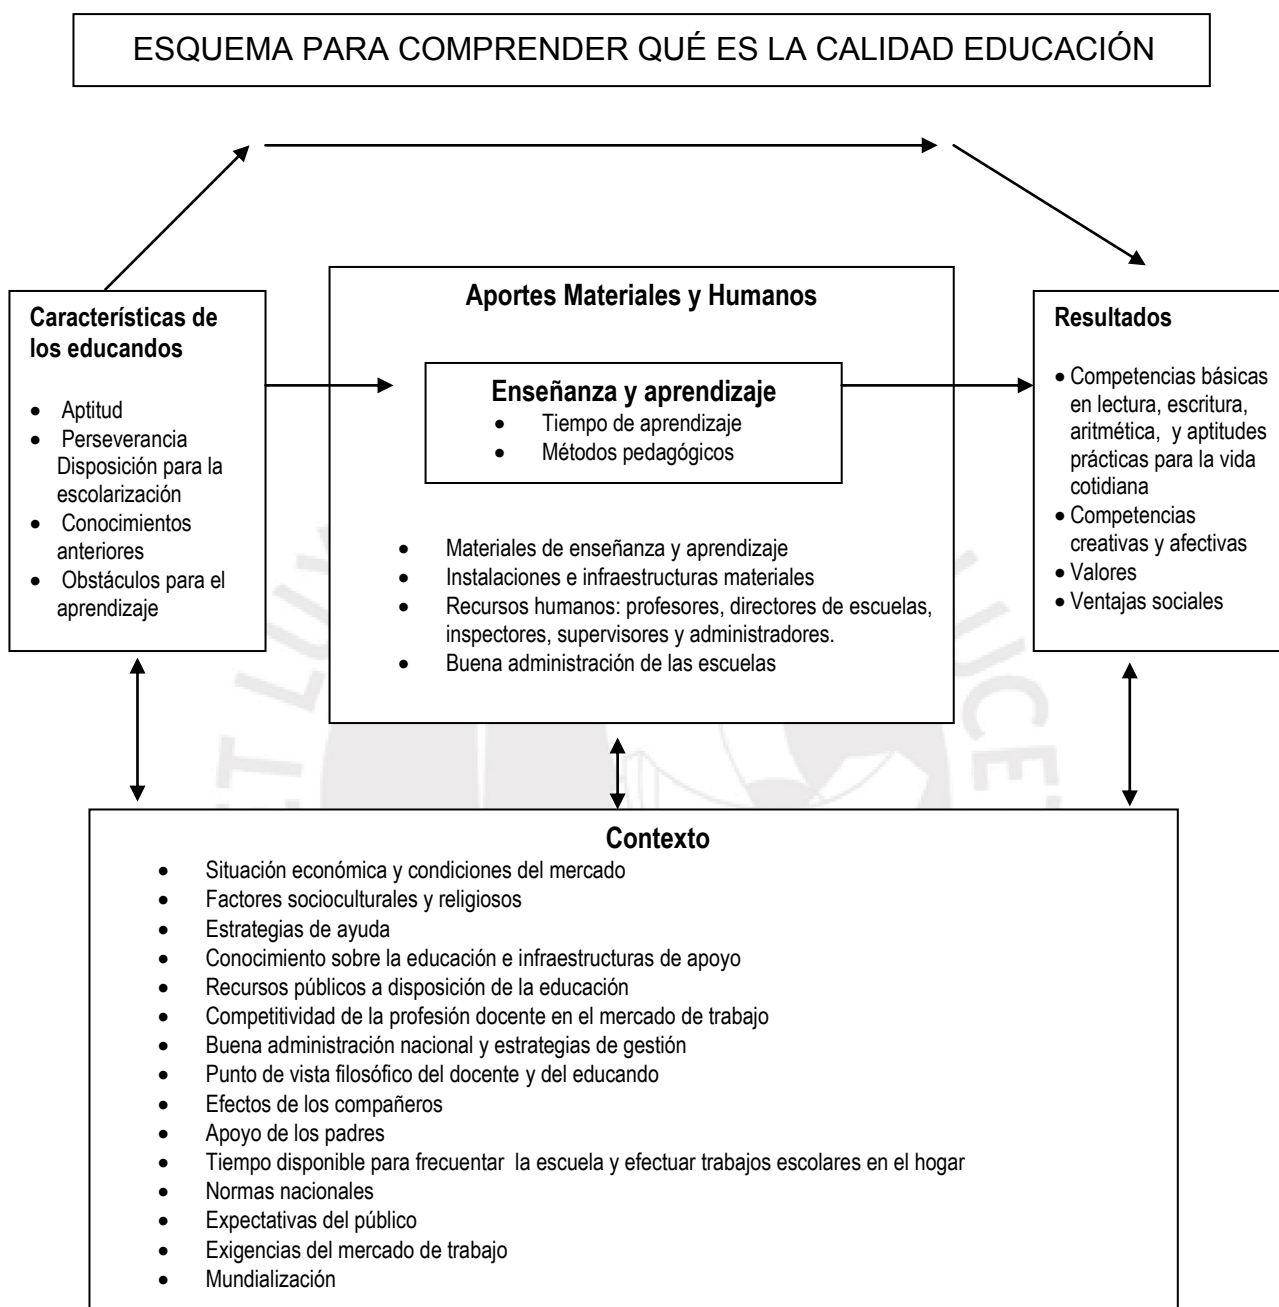 ESQUEMA PARA COMPRENDER QUÉ ES LA CALIDAD EDUCACIÓN
Características de
los educandos
• Aptitud
• Perseverancia
Disposición para la
escolarización
• Conocimientos
anteriores
• Obstáculos para el
aprendizaje
Aportes Materiales y Humanos
Enseñanza y aprendizaje
• Tiempo de aprendizaje
• Métodos pedagógicos
• Materiales de enseñanza y aprendizaje
• Instalaciones e infraestructuras materiales
• Recursos humanos: profesores, directores de escuelas,
inspectores, supervisores y administradores.
• Buena administración de las escuelas
Resultados
• Competencias básicas
en lectura, escritura,
aritmética, y aptitudes
prácticas para la vida
cotidiana
• Competencias
creativas y afectivas
• Valores
• Ventajas sociales
Contexto
• Situación económica y condiciones del mercado
• Factores socioculturales y religiosos
• Estrategias de ayuda
• Conocimiento sobre la educación e infraestructuras de apoyo
• Recursos públicos a disposición de la educación
• Competitividad de la profesión docente en el mercado de trabajo
• Buena administración nacional y estrategias de gestión
• Punto de vista filosófico del docente y del educando
• Efectos de los compañeros
• Apoyo de los padres
• Tiempo disponible para frecuentar la escuela y efectuar trabajos escolares en el hogar
• Normas nacionales
• Expectativas del público
• Exigencias del mercado de trabajo
• Mundialización